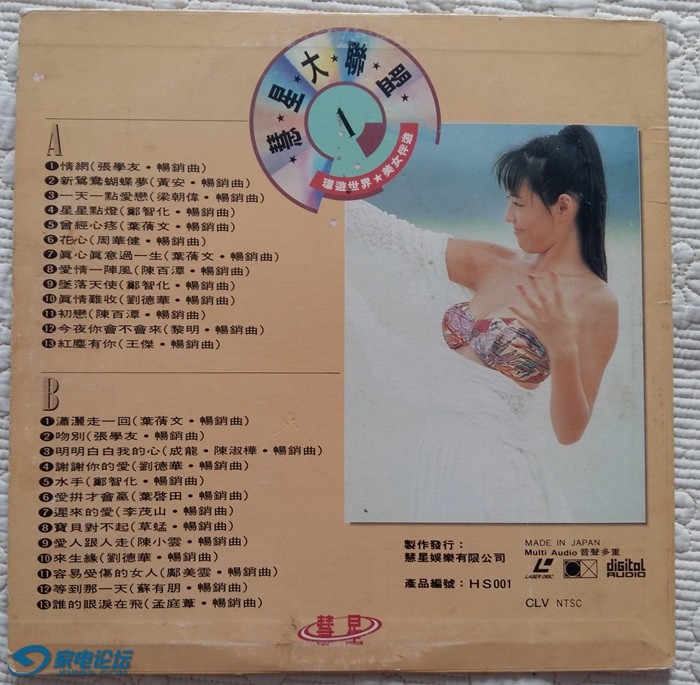 慧星大聯盟
1
環遊世界★美女伴遊
A
❶情網(張學友・暢銷曲)
❷新鴛鴦蝴蝶夢(黃安・暢銷曲)
❸一天一點愛戀(梁朝偉・暢銷曲)
❹星星點燈(鄭智化・暢銷曲)
❺曾經心疼(葉蒨文・暢銷曲)
❻花心(周華健・暢銷曲)
❼眞心眞意過一生(葉蒨文・暢銷曲)
❽愛情一陣風(陳百潭・暢銷曲)
❾墜落天使(鄭智化・暢銷曲)
❿眞情難收(劉德華・暢銷曲)
⓫初戀(陳百潭・暢銷曲)
⓬今夜你會不會來(黎明・暢銷曲)
⓭紅塵有你(王傑・暢銷曲)
B
❶瀟灑走一回(葉蒨文・暢銷曲)
❷吻別(張學友・暢銷曲)
❸明明白白我的心(成龍・陳淑樺・暢銷曲)
❹謝謝你的愛(劉德華・暢銷曲)
❺水手(鄭智化・暢銷曲)
❻愛拚才會贏(葉啓田・暢銷曲)
❼遲來的愛(李茂山・暢銷曲)
❽寶貝對不起(草蜢・暢銷曲)
❾愛人跟人走(陳小雲・暢銷曲)
❿來生緣(劉德華・暢銷曲)
⓫容易受傷的女人(鄺美雲・暢銷曲)
⓬等到那一天(蘇有朋・暢銷曲)
⓭誰的眼淚在飛(孟庭葦・暢銷曲)
製作發行：
慧星娛樂有限公司
產品編號：HS001
MADE IN JAPAN
Multi Audio 音聲多重
LASER DISC
CX
digital AUDIO
CLV NTSC
彗星
家电论坛